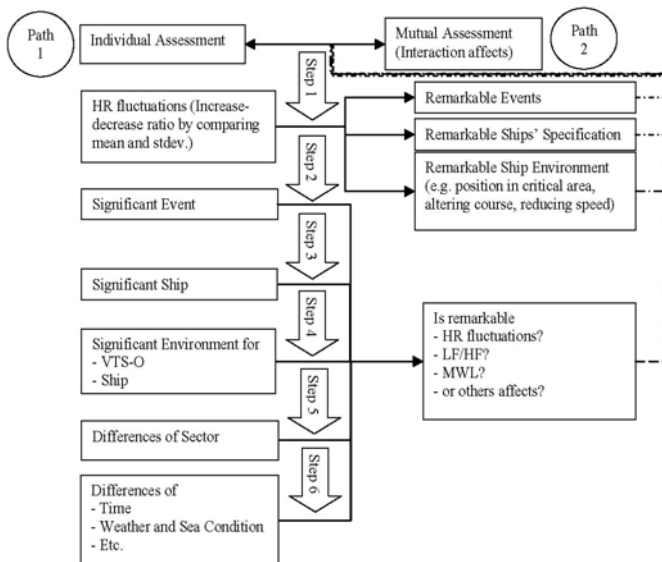 Path
1
Individual Assessment
Mutual Assessment
(Interaction affects)
Path
2
Step 1
HR fluctuations (Increase-
decrease ratio by comparing
mean and stdev.)
Remarkable Events
Remarkable Ships' Specification
Remarkable Ship Environment
(e.g. position in critical area,
altering course, reducing speed)
Step 2
Significant Event
Step 3
Significant Ship
Step 4
Significant Environment for
- VTS-O
- Ship
Is remarkable
- HR fluctuations?
- LF/HF?
- MWL?
- or others affects?
Step 5
Differences of Sector
Step 6
Differences of
- Time
- Weather and Sea Condition
- Etc.